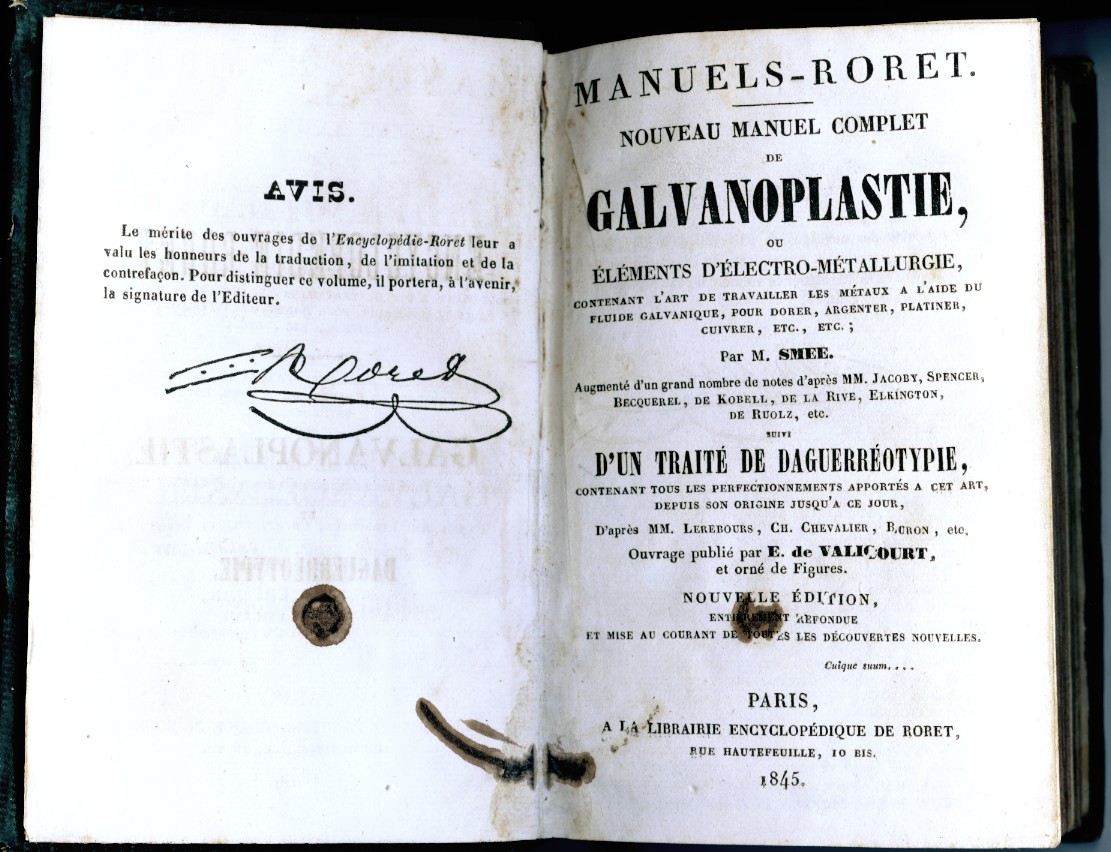 AVIS.
Le mérite des ouvrages de l'Encyclopédie-Roret leur a
valu les honneurs de la traduction, de l'imitation et de la
contrefaçon. Pour distinguer ce volume, il portera, à l'avenir,
la signature de l'Editeur.
Roret
MANUELS-RORET.
NOUVEAU MANUEL COMPLET
DE
GALVANOPLASTIE,
OU
ÉLÉMENTS D'ÉLECTRO-MÉTALLURGIE,
CONTENANT L'ART DE TRAVAILLER LES MÉTAUX A L'AIDE DU
FLUIDE GALVANIQUE, POUR DORER, ARGENTER, PLATINER,
CUIVRER, ETC., ETC.;
Par M. SMEE.
Augmenté d'un grand nombre de notes d'après MM. JACOBY, SPENCER,
BECQUEREL, DE KOBELL, DE LA RIVE, ELKINGTON,
DE RUOLZ, etc.
SUIVI
D'UN TRAITÉ DE DAGUERRÉOTYPIE,
CONTENANT TOUS LES PERFECTIONNEMENTS APPORTÉS A CET ART,
DEPUIS SON ORIGINE JUSQU'A CE JOUR,
D'après MM. LEREBOURS, CH. CHEVALIER, BURON, etc.
Ouvrage publié par E. de VALICOURT,
et orné de Figures.
NOUVELLE ÉDITION,
ENTIÈREMENT REFONDUE
ET MISE AU COURANT DE TOUTES LES DÉCOUVERTES NOUVELLES.
Cuique suum....
PARIS,
A LA LIBRAIRIE ENCYCLOPÉDIQUE DE RORET,
RUE HAUTEFEUILLE, 10 BIS.
1845.